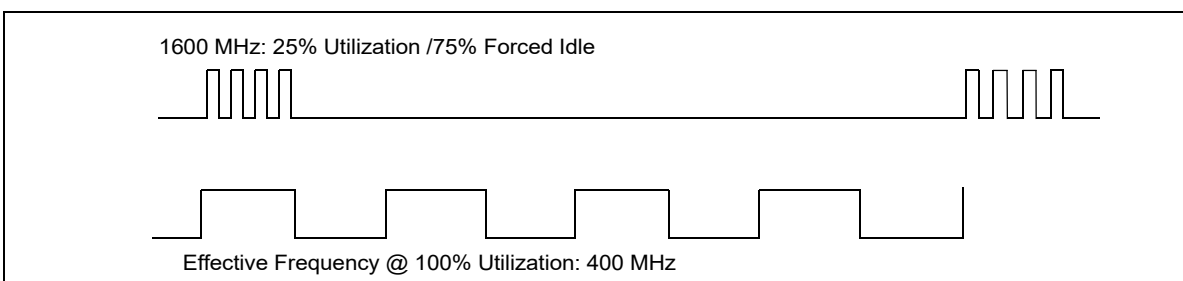 1600 MHz: 25% Utilization /75% Forced Idle
Effective Frequency @ 100% Utilization: 400 MHz